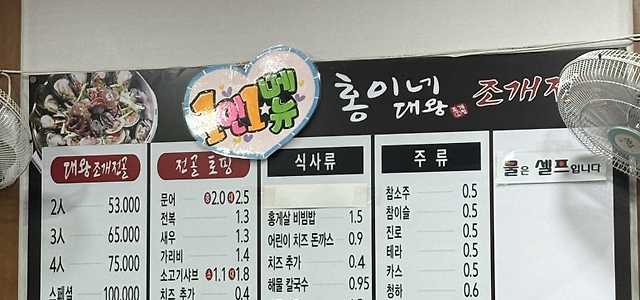 1인1메뉴
홍이네
대왕
조개
대왕조개전골
2人 53.000
3人 65.000
4人 75.000
스페셜 100.000
전골 토핑
문어 중2.0 대2.5
전복 1.3
새우 1.3
가리비 1.4
소고기샤브 소1.1 대1.8
치즈 추가 0.4
식사류
홍게살 비빔밥 1.5
어린이 치즈 돈까스 0.9
치즈 추가 0.4
해물 칼국수 0.95
주류
참소주 0.5
참이슬 0.5
진로 0.5
테라 0.5
카스 0.5
청하 0.6
물은 셀프입니다